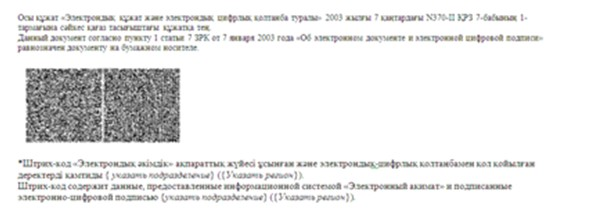 Осы құжат «Электрондық құжат және электрондық цифрлық қолтаңба туралы» 2003 жылғы 7 қаңтардағы N370-II ҚРЗ 7-бабының 1-
тармағына сәйкес қағаз тасығыштағы құжатқа тең.
Данный документ согласно пункту 1 статьи 7 ЗРК от 7 января 2003 года «Об электронном документе и электронной цифровой подписи»
равнозначен документу на бумажном носителе.
*Штрих-код «Электрондық әкімдік» ақпараттық жүйесі ұсынған және электрондық-цифрлық қолтаңбамен қол қойылған
деректерді қамтиды { указать подразделение} ({Указать регион}).
Штрих-код содержит данные, предоставленные информационной системой «Электронный акимат» и подписанные
электронно-цифровой подписью {указать подразделение} ({Указать регион}).